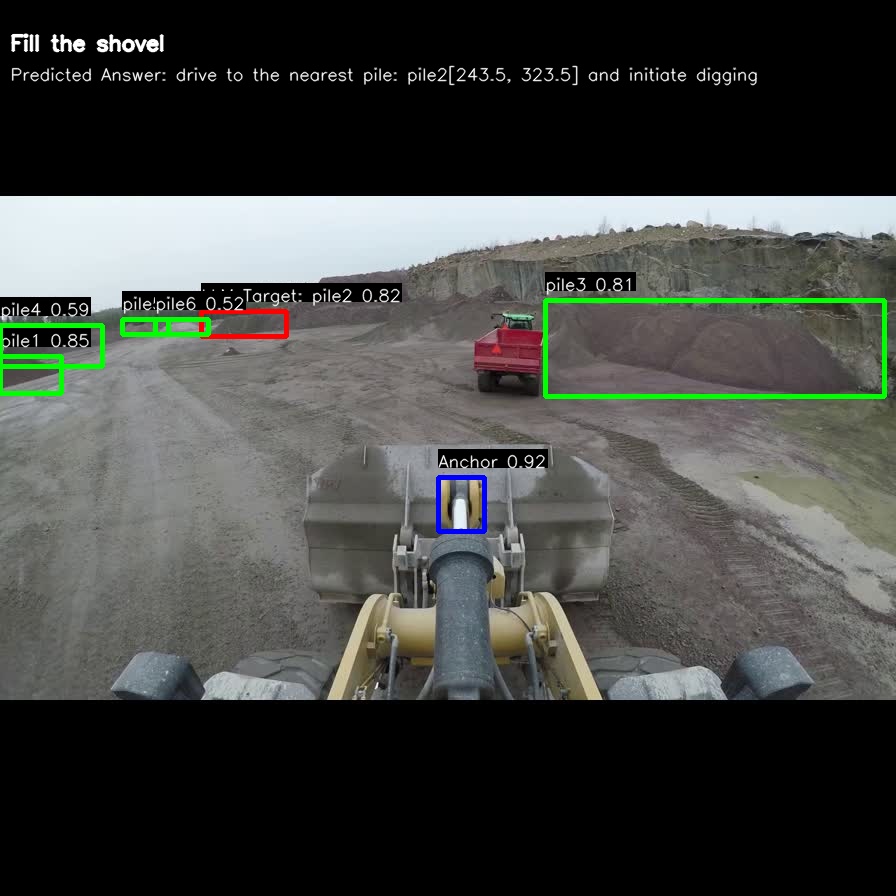 Fill the shovel
Predicted Answer: drive to the nearest pile: pile2[243.5, 323.5] and initiate digging
pile3 0.81
Target: pile2 0.82
pile6 0.52
pile4 0.59
pile1 0.85
Anchor 0.92